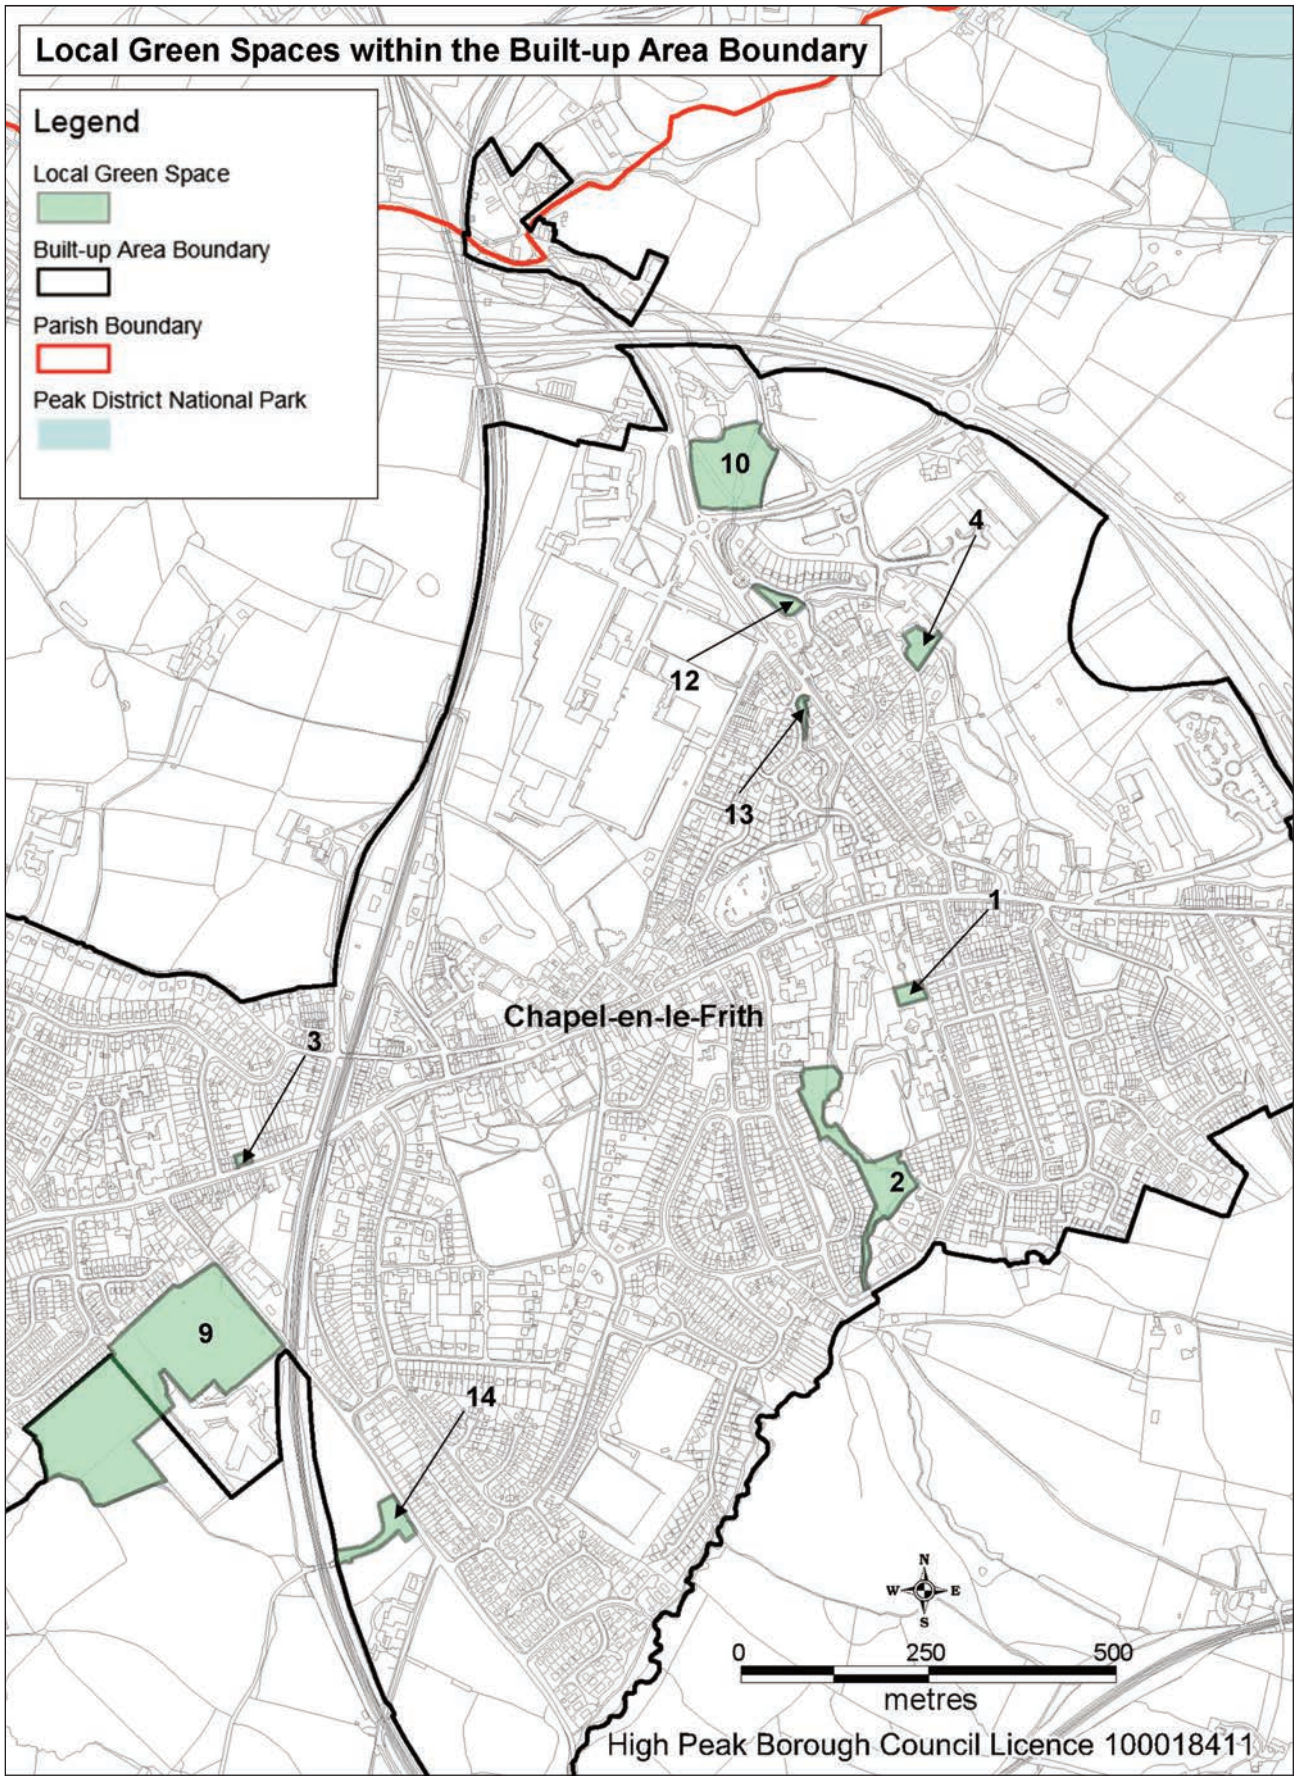 Local Green Spaces within the Built-up Area Boundary
Legend
Local Green Space
Built-up Area Boundary
Parish Boundary
Peak District National Park
10
4
12
13
1
Chapel-en-le-Frith
3
2
9
14
N
W E
S
0 250 500
metres
High Peak Borough Council Licence 100018411